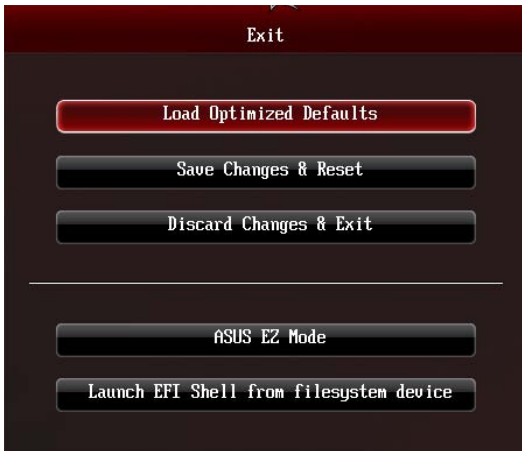 Exit
Load Optimized Defaults
Save Changes & Reset
Discard Changes & Exit
ASUS EZ Mode
Launch EFI Shell from filesystem device